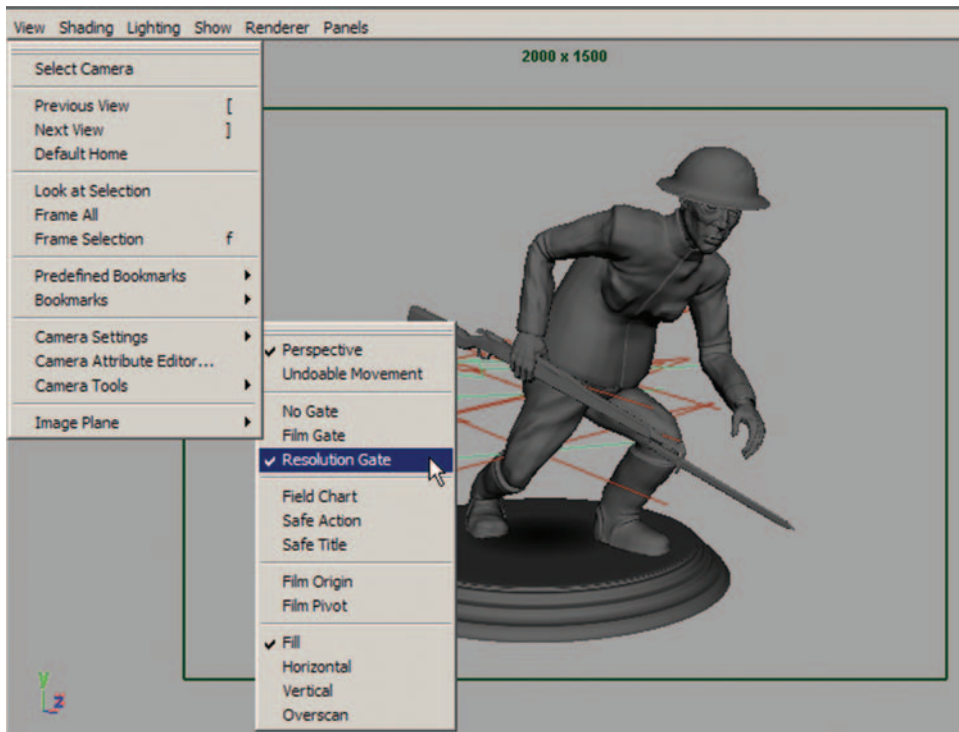 View Shading Lighting Show Renderer Panels
2000 x 1500
Select Camera
Previous View [
Next View ]
Default Home
Look at Selection
Frame All
Frame Selection f
Predefined Bookmarks
Bookmarks
Camera Settings
Camera Attribute Editor...
Camera Tools
Image Plane
Perspective
Undoable Movement
No Gate
Film Gate
Resolution Gate
Field Chart
Safe Action
Safe Title
Film Origin
Film Pivot
Fill
Horizontal
Vertical
Overscan
y
z